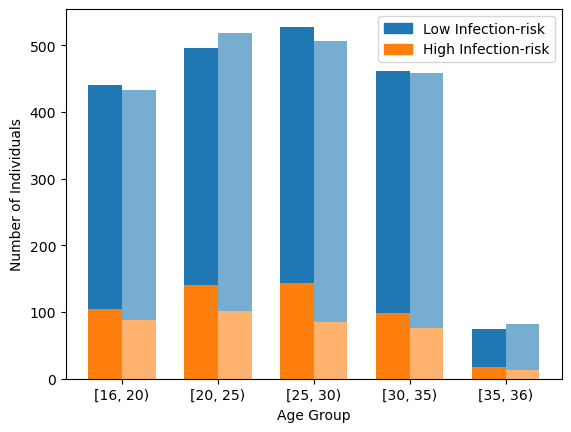 Low Infection-risk
High Infection-risk
Number of Individuals
500
400
300
200
100
0
[16, 20)
[20, 25)
[25, 30)
[30, 35)
[35, 36)
Age Group